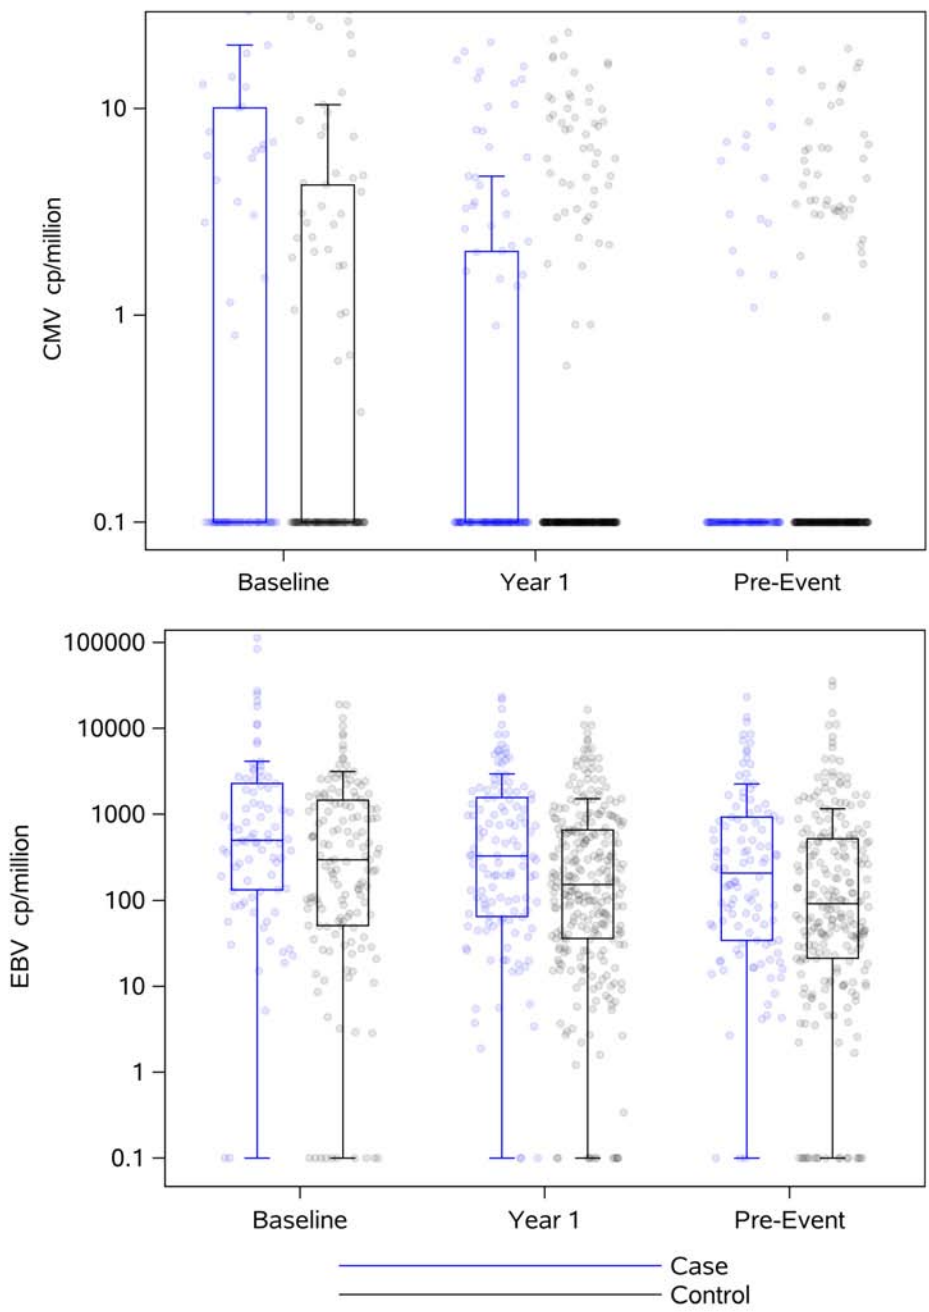 CMV cp/million
10
1
0.1
Baseline
Year 1
Pre-Event
EBV cp/million
100000
10000
1000
100
10
1
0.1
Baseline
Year 1
Pre-Event
Case
Control